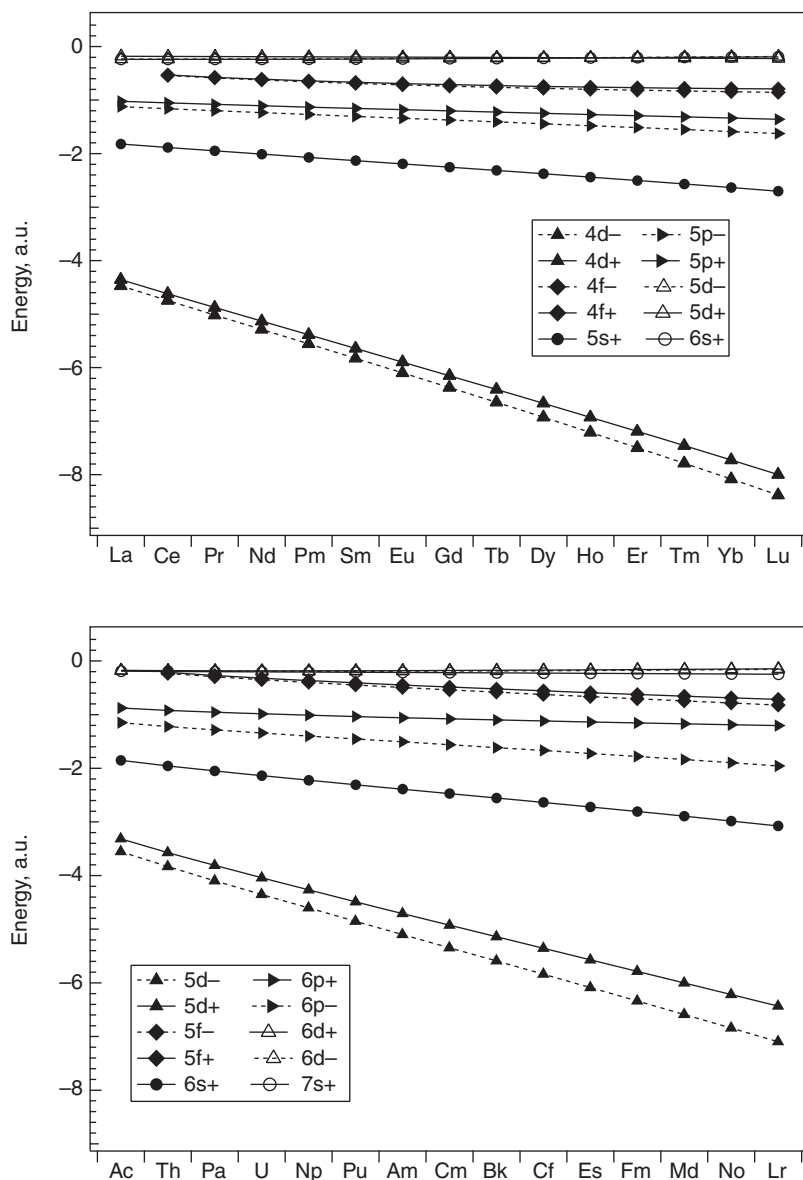 0
−2
−4
−6
−8
Energy, a.u.
4d− 5p−
4d+ 5p+
4f− 5d−
4f+ 5d+
5s+ 6s+
La Ce Pr Nd Pm Sm Eu Gd Tb Dy Ho Er Tm Yb Lu
0
−2
−4
−6
−8
Energy, a.u.
5d− 6p+
5d+ 6p−
5f− 6d+
5f+ 6d−
6s+ 7s+
Ac Th Pa U Np Pu Am Cm Bk Cf Es Fm Md No Lr